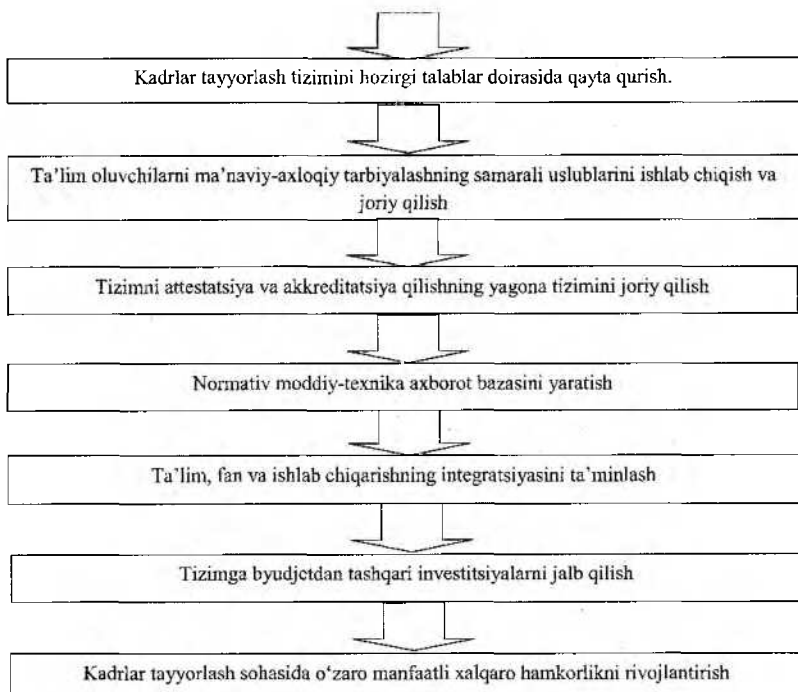 Kadrlar tayyorlash tizimini hozirgi talablar doirasida qayta qurish.
Ta’lim oluvchilarni ma’naviy-axloqiy tarbiyalashning samarali uslublarini ishlab chiqish va
joriy qilish
Tizimni attestatsiya va akkreditatsiya qilishning yagona tizimini joriy qilish
Normativ moddiy-texnika axborot bazasini yaratish
Ta’lim, fan va ishlab chiqarishning integratsiyasini ta’minlash
Tizimga byudjetdan tashqari investitsiyalarni jalb qilish
Kadrlar tayyorlash sohasida o‘zaro manfaatli xalqaro hamkorlikni rivojlantirish